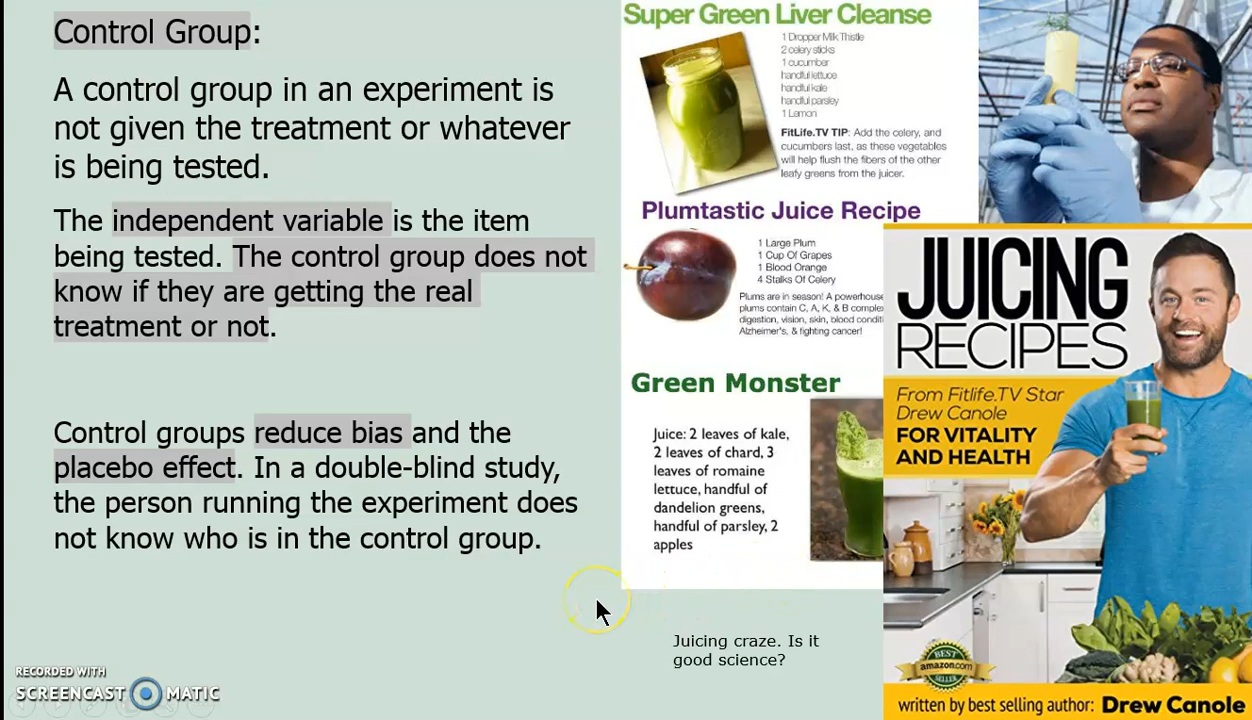 Control Group:
A control group in an experiment is
not given the treatment or whatever
is being tested.
The independent variable is the item
being tested. The control group does not
know if they are getting the real
treatment or not.
Control groups reduce bias and the
placebo effect. In a double-blind study,
the person running the experiment does
not know who is in the control group.
RECORDED WITH
SCREENCAST MATIC
Super Green Liver Cleanse
1 Dropper Milk Thistle
2 celery sticks
1 cucumber
handful lettuce
handful kale
handful parsley
1 Lemon
FitLife.TV TIP: Add the celery, and
cucumbers last, as these vegetables
will help flush the fibers of the other
leafy greens from the juicer.
Plumtastic Juice Recipe
1 Large Plum
1 Cup Of Grapes
1 Blood Orange
4 Stalks Of Celery
Plums are in season! A powerhouse
plums contain C, A, K, & B comple
digestion, vision, skin, blood conditi
Alzheimer's, & fighting cancer!
Green Monster
Juice: 2 leaves of kale,
2 leaves of chard, 3
leaves of romaine
lettuce, handful of
dandelion greens,
handful of parsley, 2
apples
Juicing craze. Is it
good science?
JUICING
RECIPES
From Fitlife.TV Star
Drew Canole
FOR VITALITY
AND HEALTH
BEST
amazon.com
SELLER
written by best selling author: Drew Canole